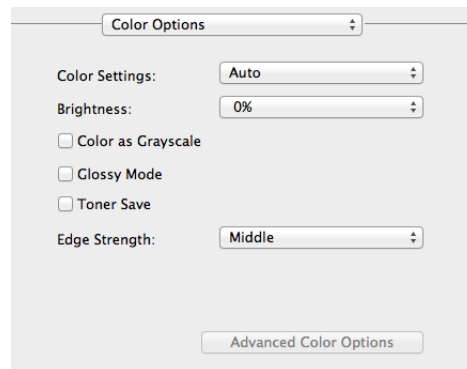 Color Options
Color Settings: Auto
Brightness: 0%
Color as Grayscale
Glossy Mode
Toner Save
Edge Strength: Middle
Advanced Color Options